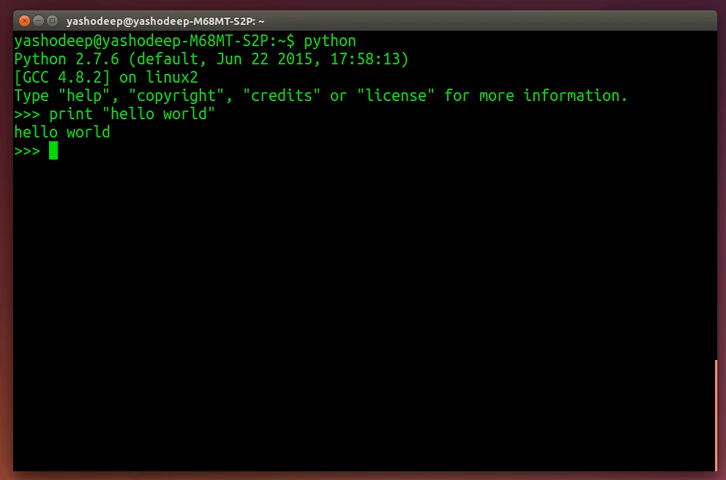 yashodeep@yashodeep-M68MT-S2P: ~
yashodeep@yashodeep-M68MT-S2P:~$ python
Python 2.7.6 (default, Jun 22 2015, 17:58:13)
[GCC 4.8.2] on linux2
Type "help", "copyright", "credits" or "license" for more information.
>>> print "hello world"
hello world
>>>